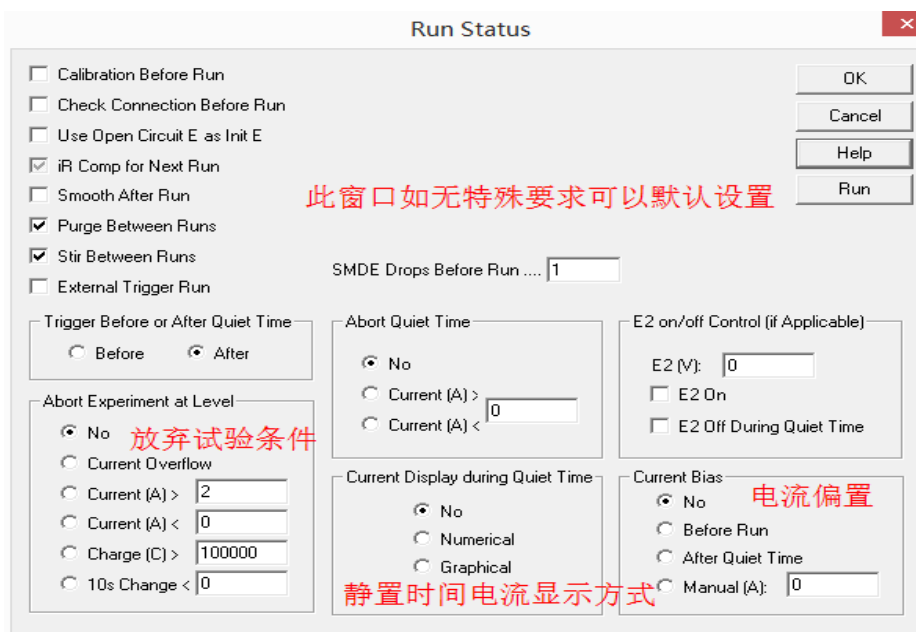 Run Status
Calibration Before Run
Check Connection Before Run
Use Open Circuit E as Init E
iR Comp for Next Run
Smooth After Run
Purge Between Runs
Stir Between Runs
External Trigger Run
此窗口如无特殊要求可以默认设置
SMDE Drops Before Run .... 1
OK
Cancel
Help
Run
Trigger Before or After Quiet Time
Before After
Abort Experiment at Level
No
放弃试验条件
Current Overflow
Current (A) > 2
Current (A) < 0
Charge (C) > 100000
10s Change < 0
Abort Quiet Time
No
Current (A) >
Current (A) <
0
Current Display during Quiet Time
No
Numerical
Graphical
静置时间电流显示方式
E2 on/off Control (if Applicable)
E2 (V): 0
E2 On
E2 Off During Quiet Time
Current Bias
No
电流偏置
Before Run
After Quiet Time
Manual (A): 0